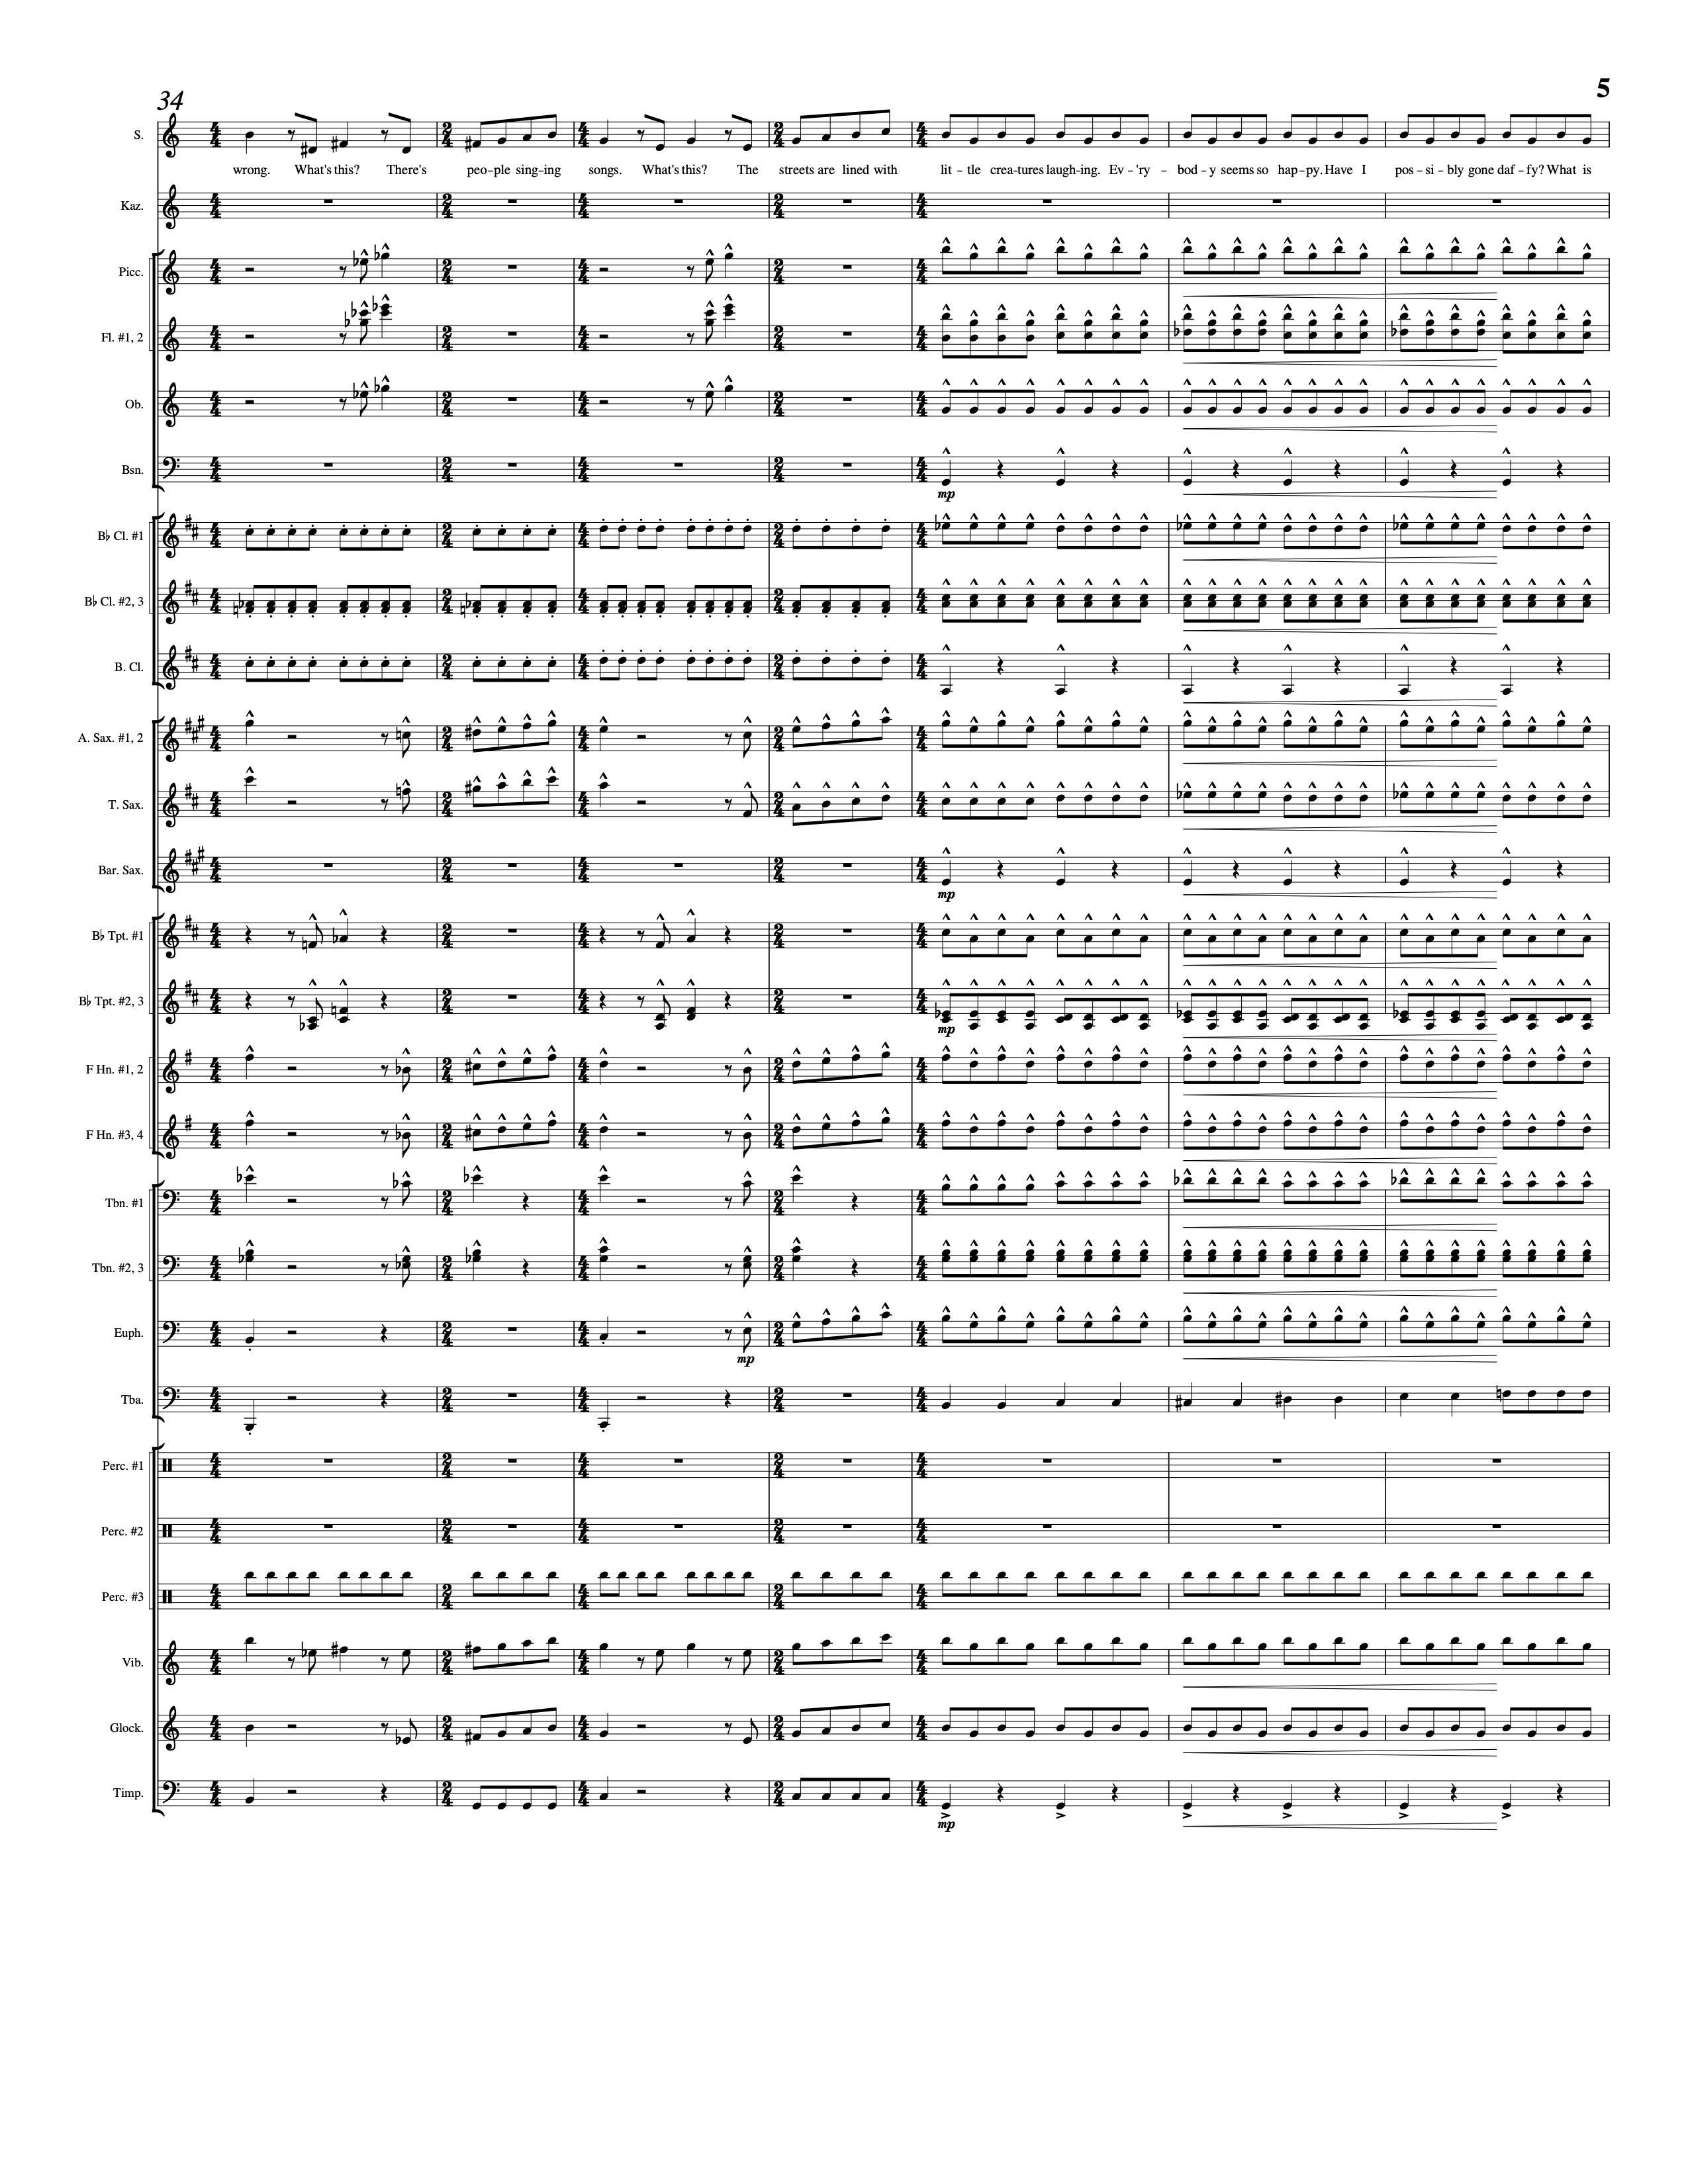 34
5
S.
wrong. What's this? There's peo-ple sing-ing songs. What's this? The streets are lined with lit-tle crea-tures laugh-ing. Ev-'ry-bod-y seems so hap-py. Have I pos-si-bly gone daf-fy? What is
Kaz.
Picc.
Fl. #1, 2
Ob.
Bsn.
mp
B♭ Cl. #1
B♭ Cl. #2, 3
B. Cl.
A. Sax. #1, 2
T. Sax.
Bar. Sax.
mp
B♭ Tpt. #1
B♭ Tpt. #2, 3
mp
F Hn. #1, 2
F Hn. #3, 4
Tbn. #1
Tbn. #2, 3
Euph.
mp
Tba.
Perc. #1
Perc. #2
Perc. #3
Vib.
Glock.
Timp.
mp